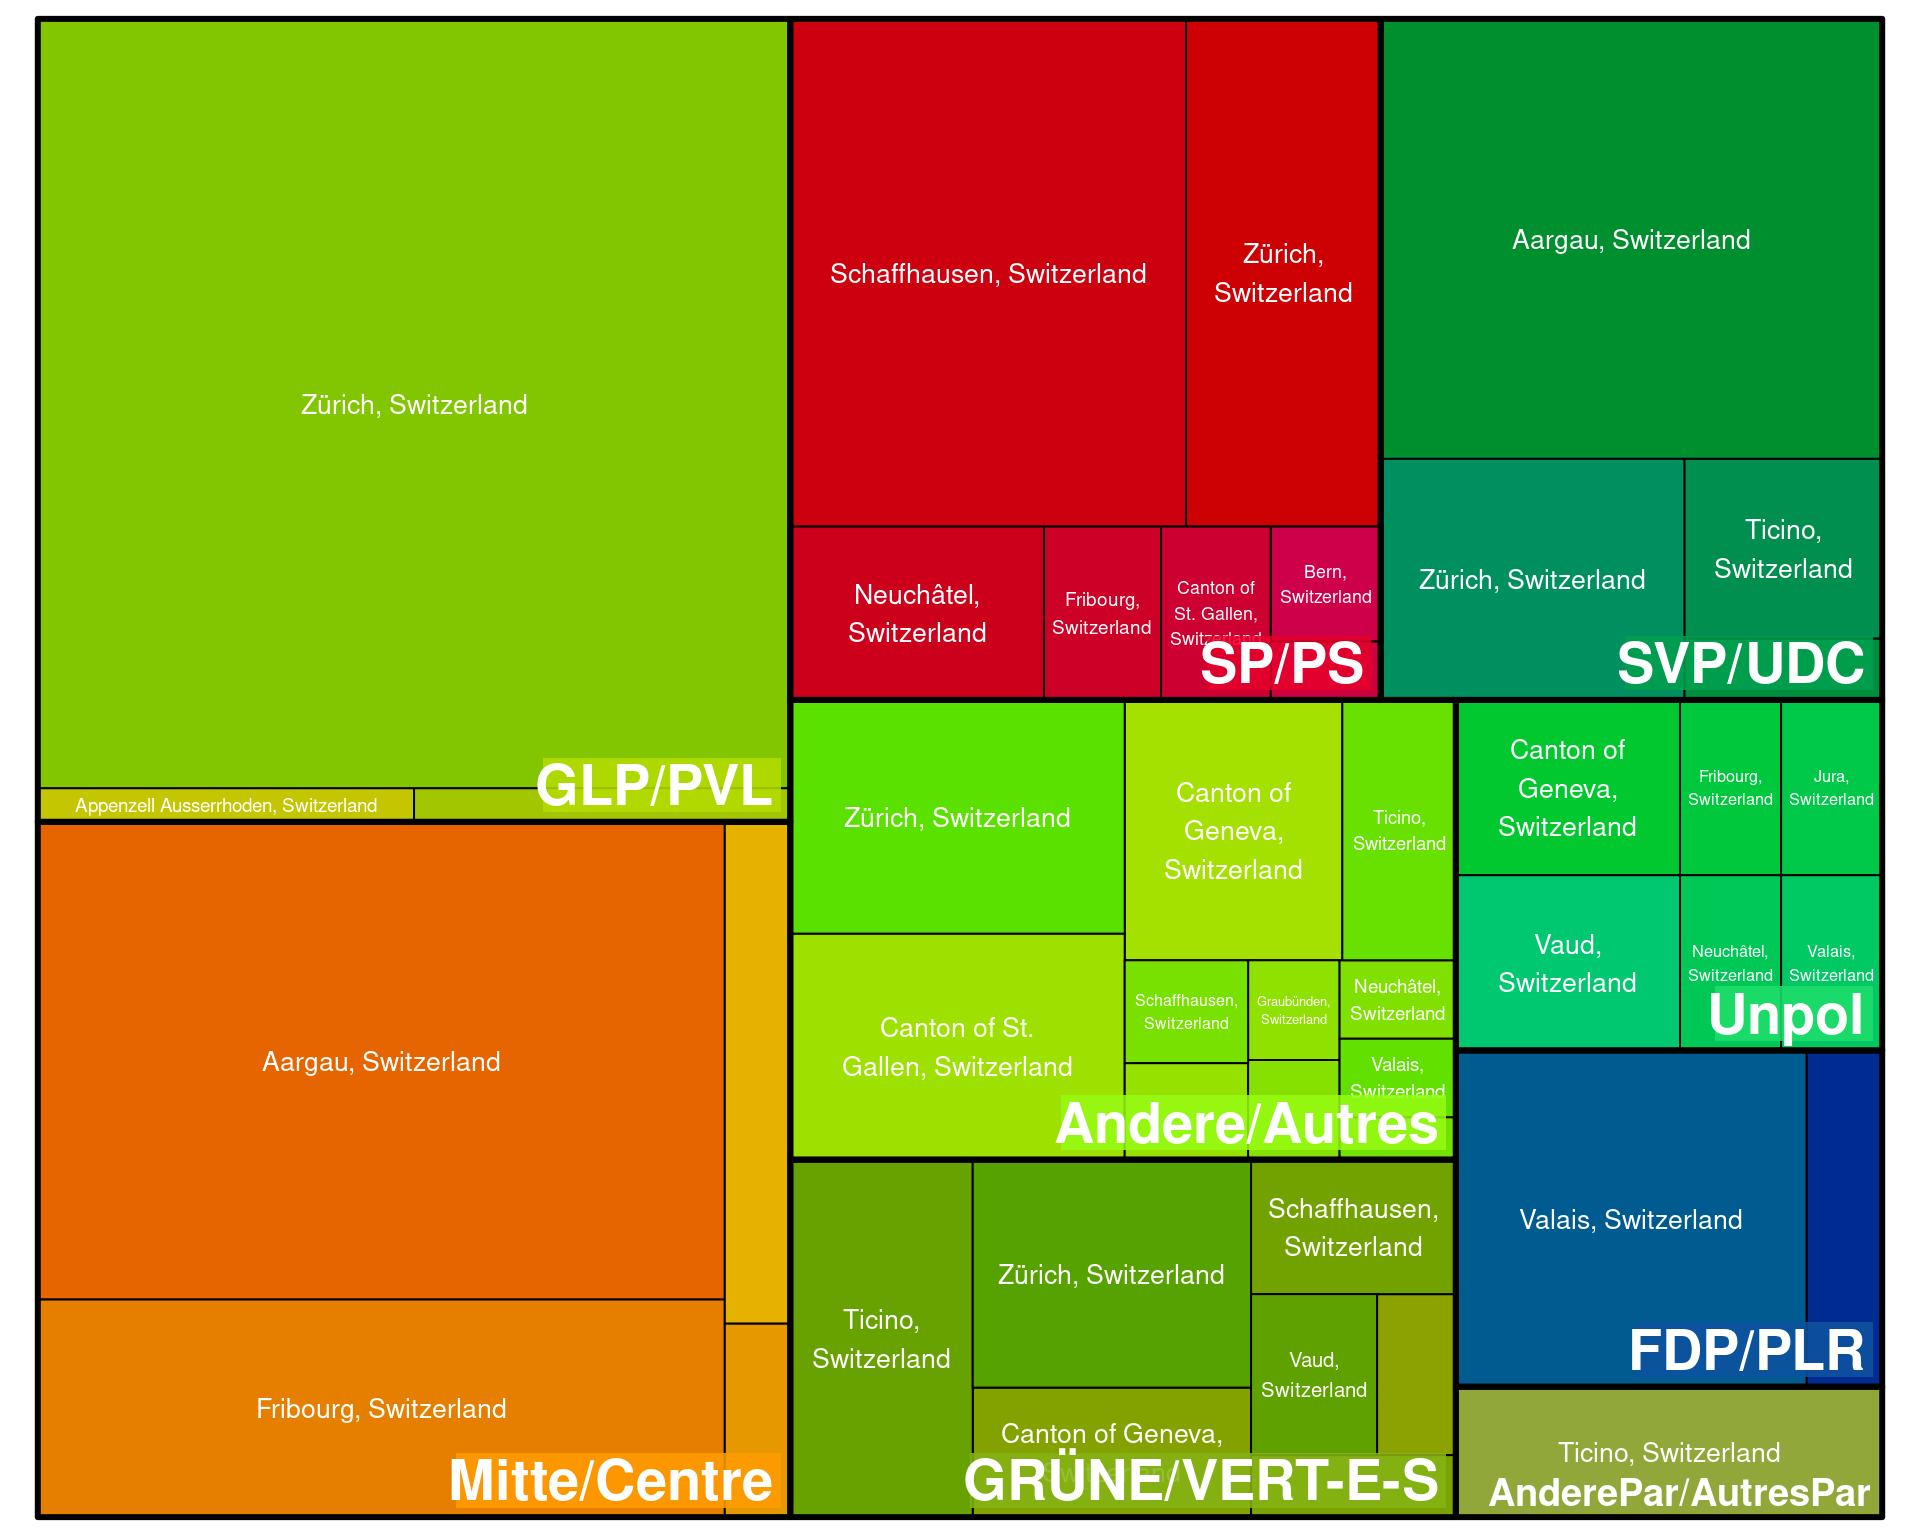 Zürich, Switzerland
Appenzell Ausserrhoden, Switzerland
GLP/PVL
Aargau, Switzerland
Fribourg, Switzerland
Mitte/Centre
Schaffhausen, Switzerland
Zürich,
Switzerland
Neuchâtel,
Switzerland
Fribourg,
Switzerland
Canton of
St. Gallen,
Switzerland
Bern,
Switzerland
SP/PS
Aargau, Switzerland
Zürich, Switzerland
Ticino,
Switzerland
SVP/UDC
Zürich, Switzerland
Canton of St.
Gallen, Switzerland
Canton of
Geneva,
Switzerland
Ticino,
Switzerland
Schaffhausen,
Switzerland
Graubünden,
Switzerland
Neuchâtel,
Switzerland
Valais,
Switzerland
Andere/Autres
Canton of
Geneva,
Switzerland
Fribourg,
Switzerland
Jura,
Switzerland
Vaud,
Switzerland
Neuchâtel,
Switzerland
Valais,
Switzerland
Unpol
Ticino,
Switzerland
Zürich, Switzerland
Canton of Geneva,
Schaffhausen,
Switzerland
Vaud,
Switzerland
GRÜNE/VERT-E-S
Valais, Switzerland
FDP/PLR
Ticino, Switzerland
AnderePar/AutresPar